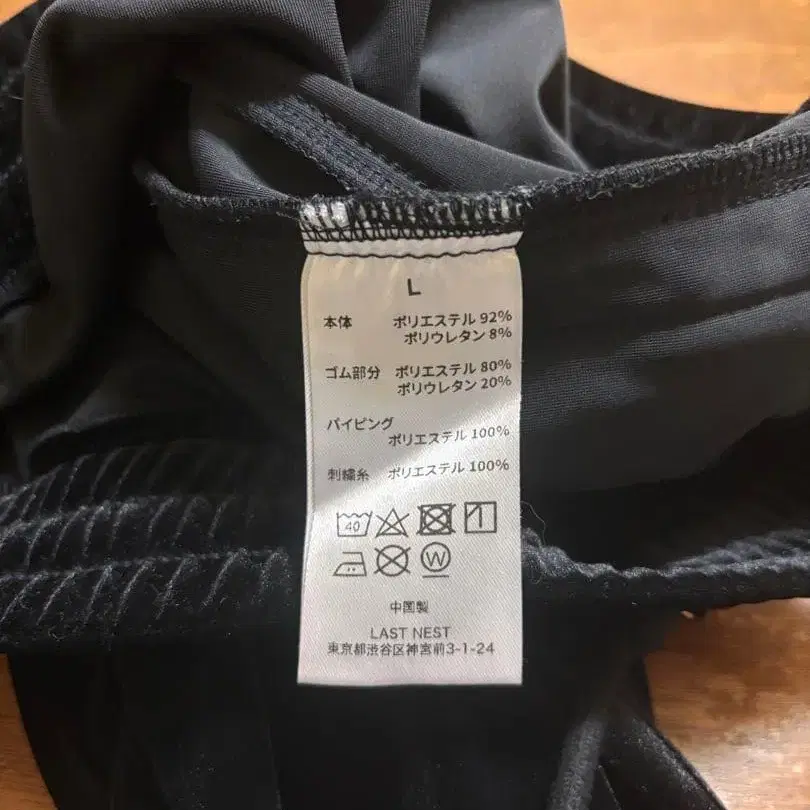 L
本体 ポリエステル 92%
ポリウレタン 8%
ゴム部分 ポリエステル 80%
ポリウレタン 20%
パイピング
ポリエステル 100%
刺繍糸 ポリエステル 100%
40
W
中国製
LAST NEST
東京都渋谷区神宮前3-1-24